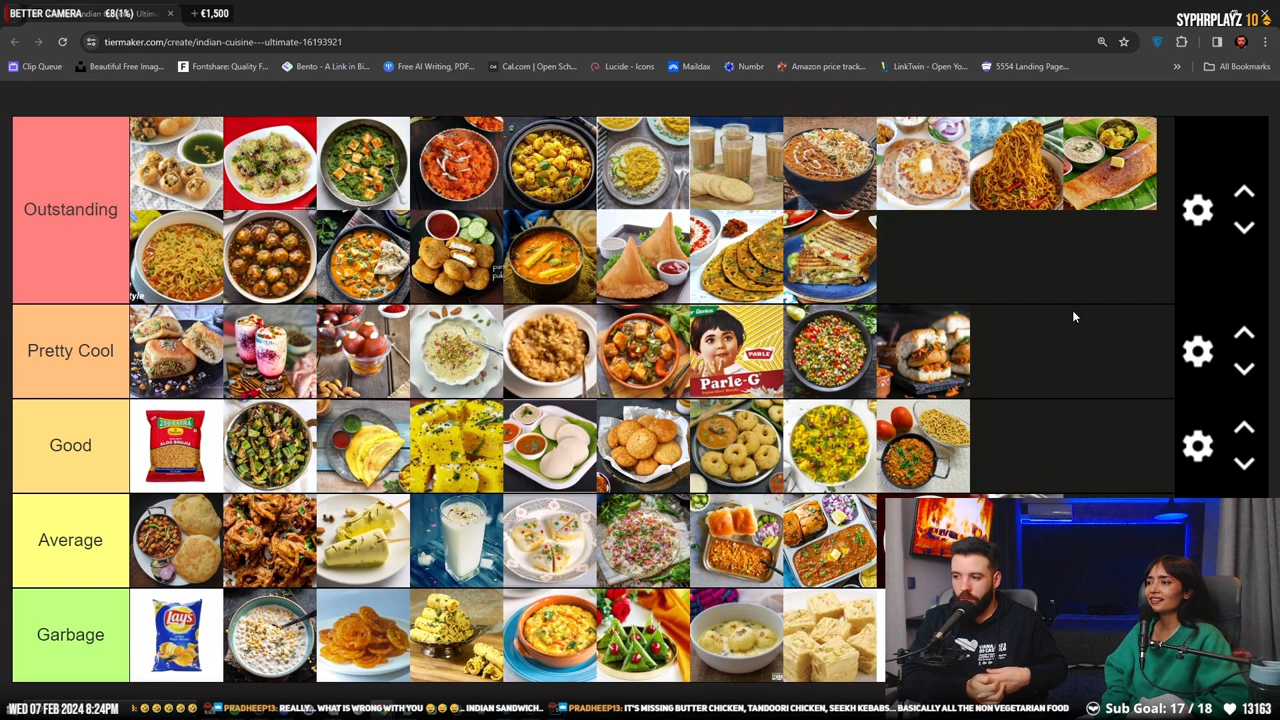 BETTER CAMERA €8(1%) + €1,500
SYPHRPLAYZ 10
tiermaker.com/create/indian-cuisine---ultimate-16193921
Clip Queue Beautiful Free Imag... Fontshare: Quality F... Bento - A Link in Bi... Free AI Writing, PDF... Cal.com | Open Sch... Lucide - Icons Maildax Numbr Amazon price track... LinkTwin - Open Yo... 5554 Landing Page... » All Bookmarks
Outstanding
Pretty Cool
PARLE
Parle-G
Good
Average
Garbage
Lay's
WED 07 FEB 2024 8:24PM PRADHEEP13: REALLY... WHAT IS WRONG WITH YOU .. INDIAN SANDWICH.. PRADHEEP13: IT'S MISSING BUTTER CHICKEN, TANDOORI CHICKEN, SEEKH KEBABS... BASICALLY ALL THE NON VEGETARIAN FOOD Sub Goal: 17 / 18 13163